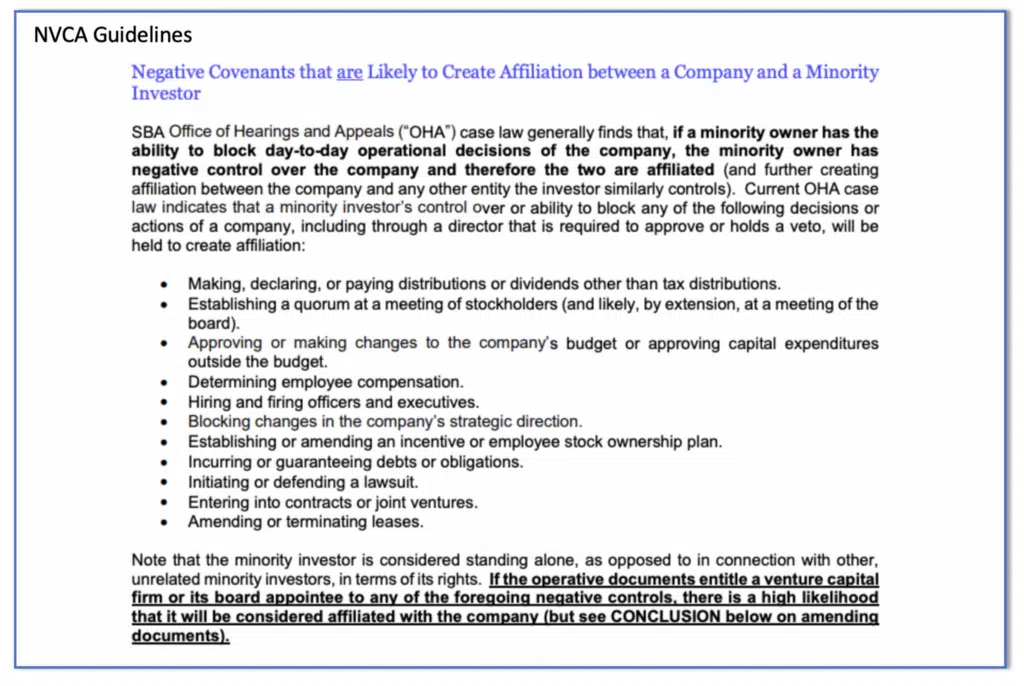 NVCA Guidelines
Negative Covenants that are Likely to Create Affiliation between a Company and a Minority
Investor
SBA Office of Hearings and Appeals ("OHA") case law generally finds that, if a minority owner has the
ability to block day-to-day operational decisions of the company, the minority owner has
negative control over the company and therefore the two are affiliated (and further creating
affiliation between the company and any other entity the investor similarly controls). Current OHA case
law indicates that a minority investor's control over or ability to block any of the following decisions or
actions of a company, including through a director that is required to approve or holds a veto, will be
held to create affiliation:
• Making, declaring, or paying distributions or dividends other than tax distributions.
• Establishing a quorum at a meeting of stockholders (and likely, by extension, at a meeting of the
board).
• Approving or making changes to the company's budget or approving capital expenditures
outside the budget.
• Determining employee compensation.
• Hiring and firing officers and executives.
• Blocking changes in the company's strategic direction.
• Establishing or amending an incentive or employee stock ownership plan.
• Incurring or guaranteeing debts or obligations.
• Initiating or defending a lawsuit.
• Entering into contracts or joint ventures.
• Amending or terminating leases.
Note that the minority investor is considered standing alone, as opposed to in connection with other,
unrelated minority investors, in terms of its rights. If the operative documents entitle a venture capital
firm or its board appointee to any of the foregoing negative controls, there is a high likelihood
that it will be considered affiliated with the company (but see CONCLUSION below on amending
documents).